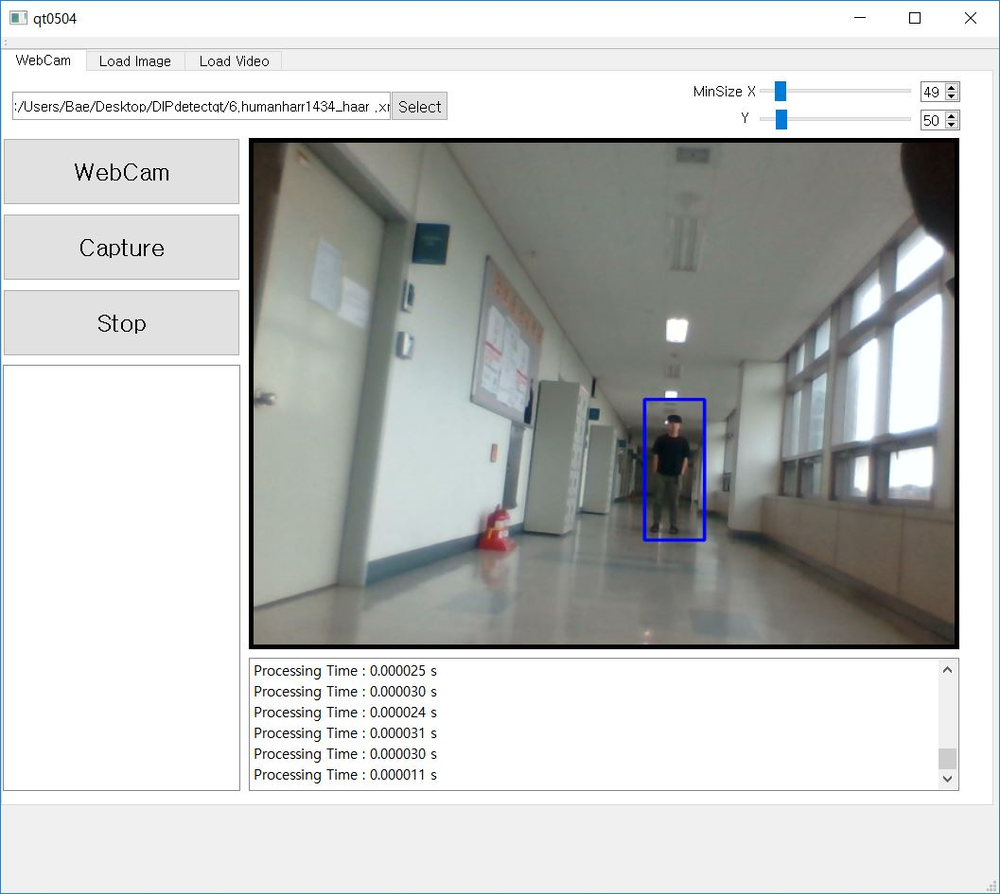 qt0504
WebCam Load Image Load Video
:/Users/Bae/Desktop/DIPdetectqt/6.humanharr1434_haar .xr Select
MinSize X 49
Y 50
WebCam
Capture
Stop
Processing Time : 0.000025 s
Processing Time : 0.000030 s
Processing Time : 0.000024 s
Processing Time : 0.000031 s
Processing Time : 0.000030 s
Processing Time : 0.000011 s